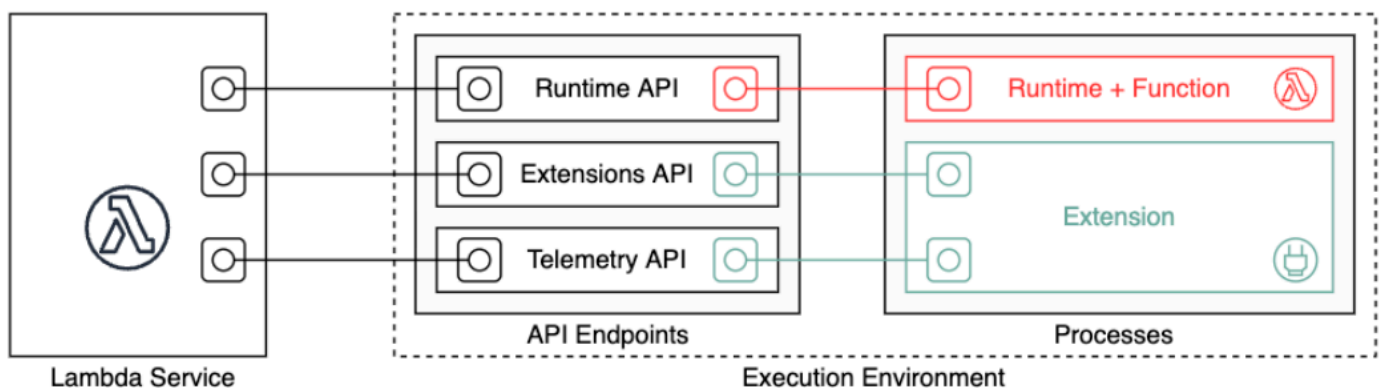 Runtime API
Runtime + Function
Extensions API
Extension
Telemetry API
API Endpoints
Processes
Lambda Service
Execution Environment